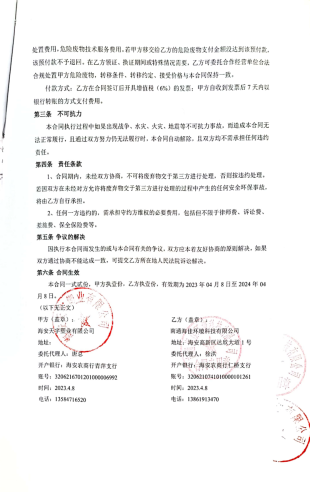 处置费用,危险废物技术服务费用,若甲方移交给乙方的危险废物支付金额没达到该预付款,
该预付款不予退回。在乙方领证、换证期间或特殊情况需要,乙方可委托合作经营单位合法
合规处置甲方危险废物,转移条件、转移约定、接受价格与本合同保持一致。
付款方式:乙方在合同签订后开具增值税(6%)的发票;甲方自收到发票后7天内以
银行转账的方式支付费用。
第三条 不可抗力
本合同执行过程中如果出现战争、水灾、火灾、地震等不可抗力事故,而造成本合同无
法正常履行,且通过双方努力仍无法履行时,本合同自动解除,且双方均不需承担任何违约
责任。
第四条 责任条款
1、合同期内,未经双方协商,不可将废弃物交于第三方进行处理,否则按违约处理。
若因双方在未经对方允许将废弃物交于第三方进行处理的过程中产生的任何安全环保事故,
将由乙方自行承担。
2、任何一方违约的,需承担守约方维权的必要费用,包括但不限于律师费、诉讼费、
差旅费、保全保险费等。
第五条 争议的解决
因执行本合同而发生的或与本合同有关的争议,双方应本着友好协商的原则解决。如果
双方通过协商不能达成一致,可提交乙方所在地人民法院诉讼解决。
第六条 合同生效
本合同一式贰份,甲方执壹份,乙方执壹份,有效期为 2023 年 04 月 8 日至 2024 年 04
月 8 日。
(以下无正文)
甲方(盖章): 乙方(盖章):
海安天宇塑业有限公司 南通海佳环境科技有限公司
地址: 地址:海安高新区达欣大道 1 号
委托代理人: 委托代理人:徐洪
开户银行:海安农商行青萍支行 开户银行:海安农商行仁桥支行
账号:3206216701201000006992 账号:3206210341010000101261
时间:2023.4.8 时间:2023.4.8
电话:13584716520 电话:13861913470